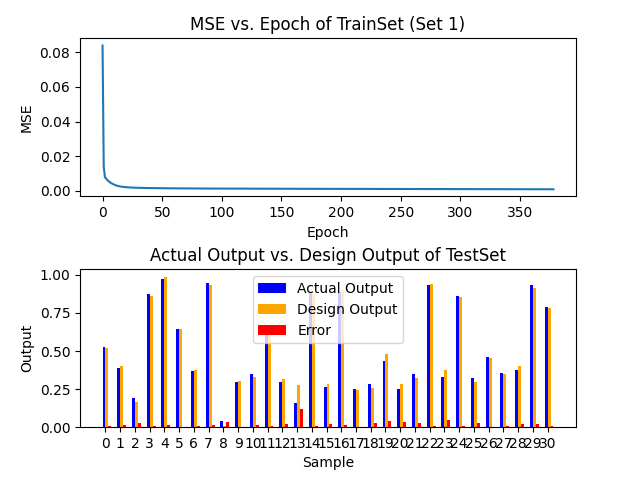 MSE vs. Epoch of TrainSet (Set 1)
0.08
0.06
0.04
0.02
0.00
MSE
0 50 100 150 200 250 300 350
Epoch
Actual Output vs. Design Output of TestSet
1.00
0.75
0.50
0.25
0.00
Output
Actual Output
Design Output
Error
0 1 2 3 4 5 6 7 8 9 10 11 12 13 14 15 16 17 18 19 20 21 22 23 24 25 26 27 28 29 30
Sample